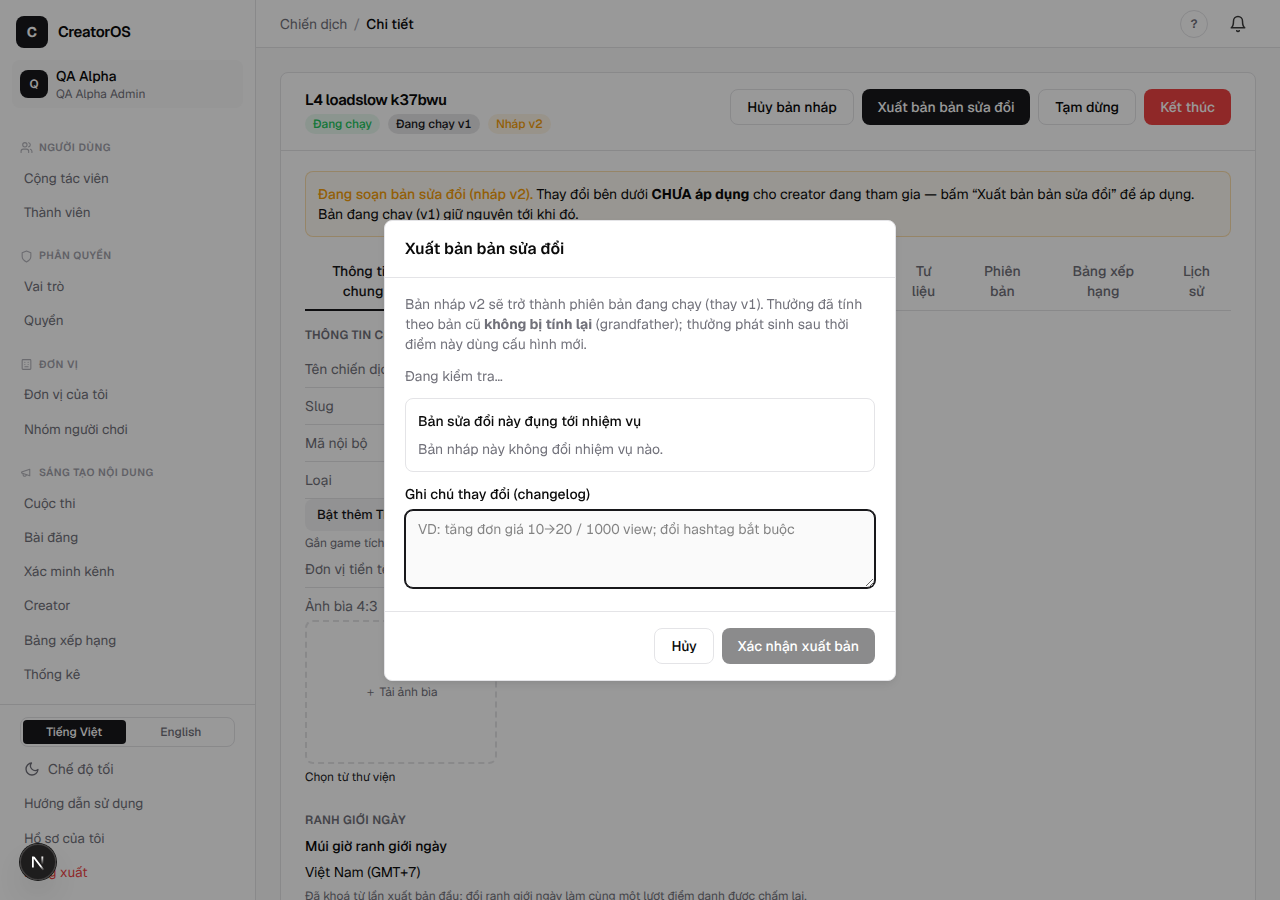 C CreatorOS
Q QA Alpha
QA Alpha Admin
NGƯỜI DÙNG
Cộng tác viên
Thành viên
PHÂN QUYỀN
Vai trò
Quyền
ĐƠN VỊ
Đơn vị của tôi
Nhóm người chơi
SÁNG TẠO NỘI DUNG
Cuộc thi
Bài đăng
Xác minh kênh
Creator
Bảng xếp hạng
Thống kê
Tiếng Việt English
Chế độ tối
Hướng dẫn sử dụng
Hồ sơ của tôi
N xuất
Chiến dịch / Chi tiết ?
L4 loadslow k37bwu
Đang chạy Đang chạy v1 Nháp v2
Hủy bản nháp Xuất bản bản sửa đổi Tạm dừng Kết thúc
Đang soạn bản sửa đổi (nháp v2). Thay đổi bên dưới CHƯA áp dụng cho creator đang tham gia — bấm “Xuất bản bản sửa đổi” để áp dụng.
Bản đang chạy (v1) giữ nguyên tới khi đó.
Thông ti
chung
Tư
liệu
Phiên
bản
Bảng xếp
hạng
Lịch
sử
THÔNG TIN C
Tên chiến dịc
Slug
Mã nội bộ
Loại
Bật thêm T
Gắn game tích
Đơn vị tiền tệ
Ảnh bìa 4:3
+ Tải ảnh bìa
Chọn từ thư viện
RANH GIỚI NGÀY
Múi giờ ranh giới ngày
Việt Nam (GMT+7)
Đã khoá từ lần xuất bản đầu: đổi ranh giới ngày làm cùng một lượt điểm danh được chấm lại.
Xuất bản bản sửa đổi
Bản nháp v2 sẽ trở thành phiên bản đang chạy (thay v1). Thưởng đã tính
theo bản cũ không bị tính lại (grandfather); thưởng phát sinh sau thời
điểm này dùng cấu hình mới.
Đang kiểm tra…
Bản sửa đổi này đụng tới nhiệm vụ
Bản nháp này không đổi nhiệm vụ nào.
Ghi chú thay đổi (changelog)
VD: tăng đơn giá 10→20 / 1000 view; đổi hashtag bắt buộc
Hủy Xác nhận xuất bản